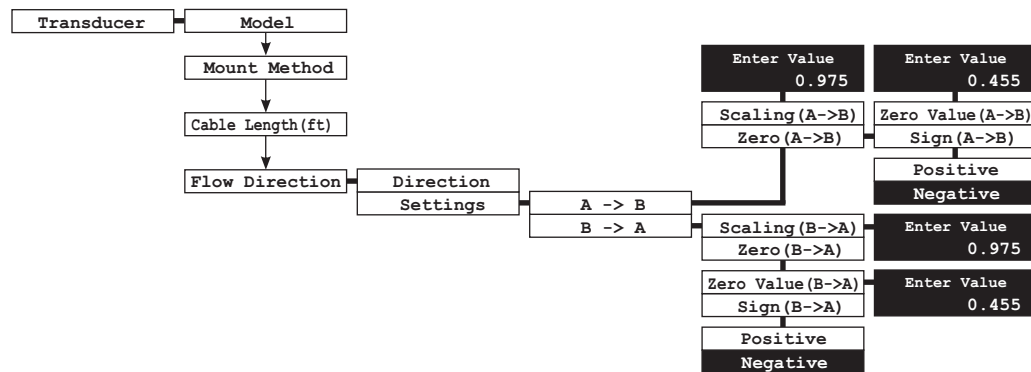 Transducer
Model
Mount Method
Cable Length(ft)
Flow Direction
Direction
Settings
A -> B
B -> A
Enter Value
0.975
Scaling(A->B)
Zero(A->B)
Enter Value
0.455
Zero Value(A->B)
Sign(A->B)
Positive
Negative
Scaling(B->A)
Zero(B->A)
Enter Value
0.975
Zero Value(B->A)
Sign(B->A)
Enter Value
0.455
Positive
Negative